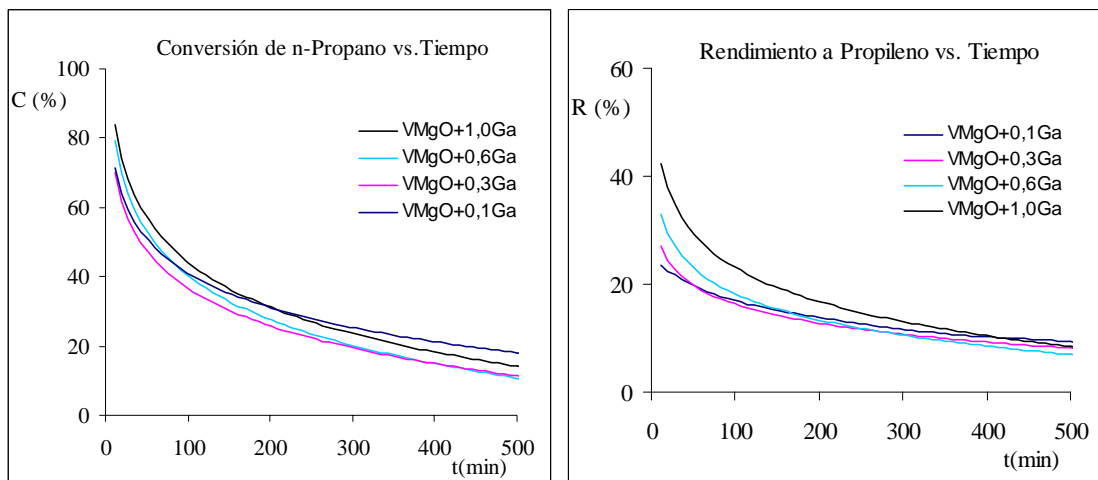 Conversión de n-Propano vs.Tiempo
100
C (%)
80
60
40
20
0
VMgO+1,0Ga
VMgO+0,6Ga
VMgO+0,3Ga
VMgO+0,1Ga
0 100 200 300 400 500
t(min)
Rendimiento a Propileno vs. Tiempo
60
R (%)
40
20
0
VMgO+0,1Ga
VMgO+0,3Ga
VMgO+0,6Ga
VMgO+1,0Ga
0 100 200 300 400 500
t(min)